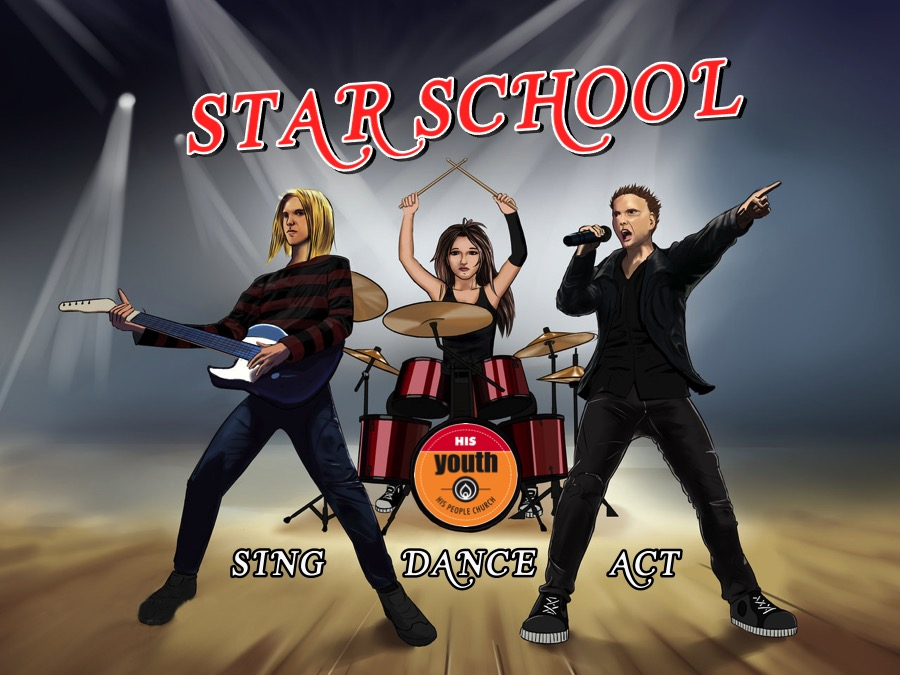 STAR SCHOOL
HIS
youth
HIS PEOPLE CHURCH
SING DANCE ACT